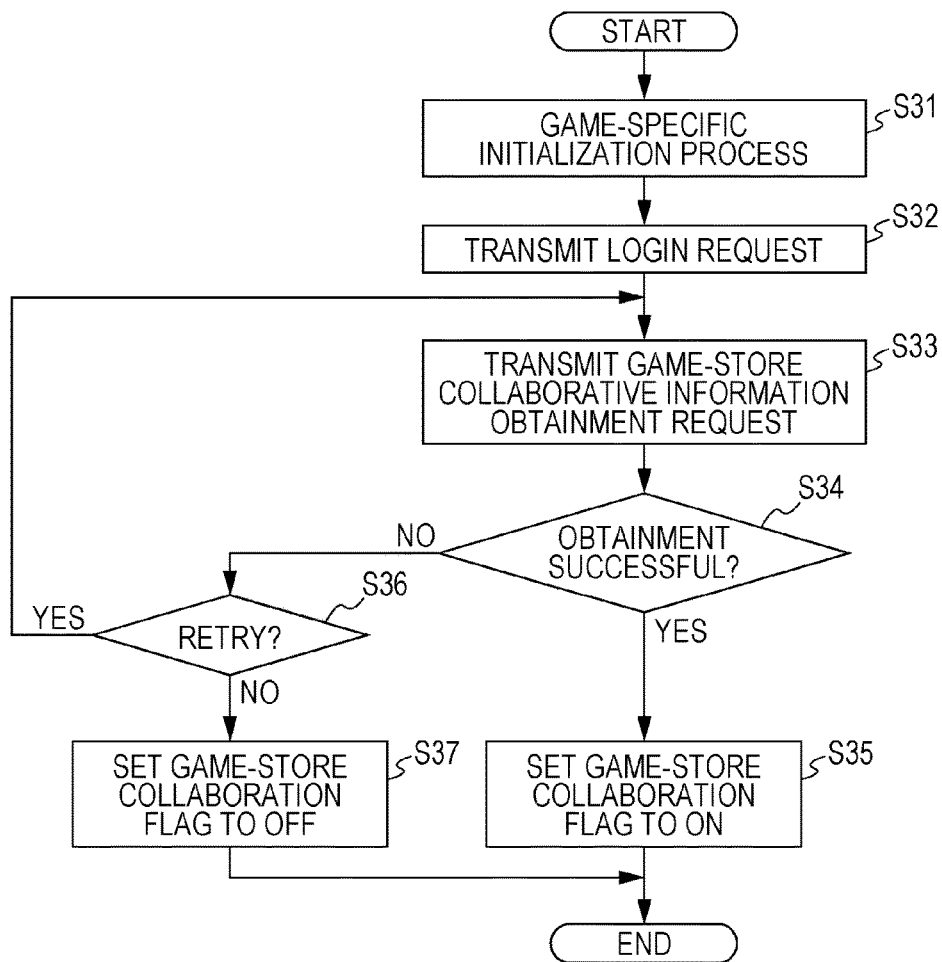 START
GAME-SPECIFIC
INITIALIZATION PROCESS
S31
TRANSMIT LOGIN REQUEST
S32
TRANSMIT GAME-STORE
COLLABORATIVE INFORMATION
OBTAINMENT REQUEST
S33
OBTAINMENT
SUCCESSFUL?
S34
NO
YES
RETRY?
S36
YES
NO
SET GAME-STORE
COLLABORATION
FLAG TO OFF
S37
SET GAME-STORE
COLLABORATION
FLAG TO ON
S35
END